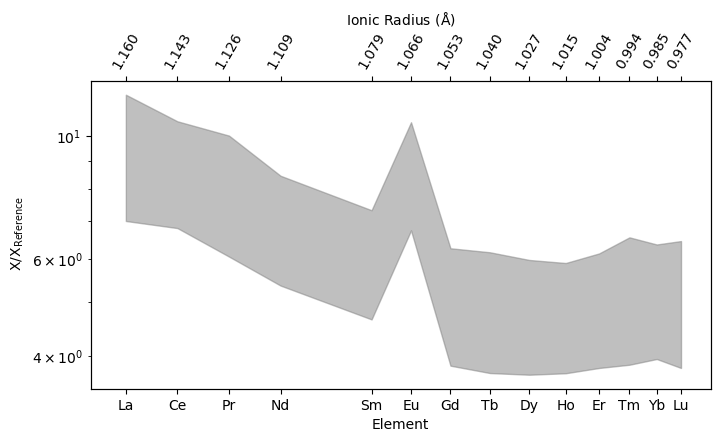 Ionic Radius (Å)
1.160 1.143 1.126 1.109 1.079 1.066 1.053 1.040 1.027 1.015 1.004 0.994 0.985 0.977
10¹
6 × 10⁰
4 × 10⁰
X/X_Reference
La Ce Pr Nd Sm Eu Gd Tb Dy Ho Er Tm Yb Lu
Element